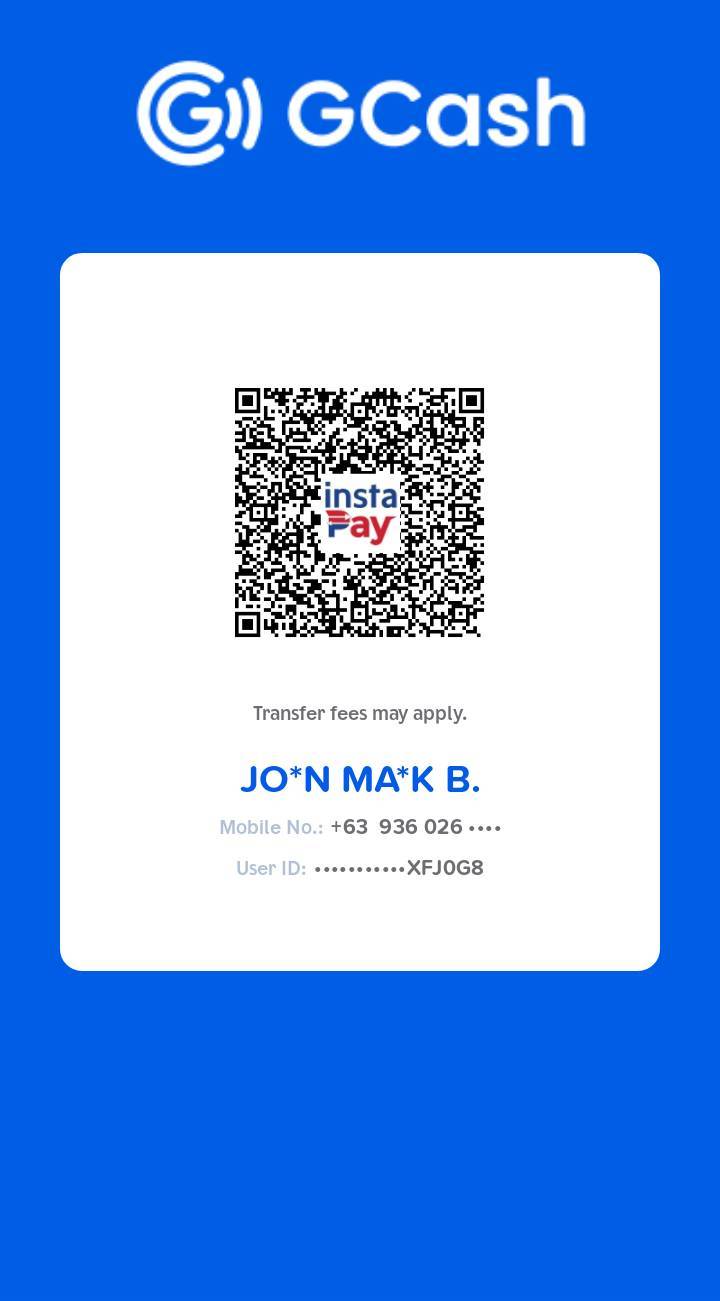 GCash
insta
Pay
Transfer fees may apply.
JO*N MA*K B.
Mobile No.: +63 936 026 ••••
User ID: •••••••••••XFJ0G8